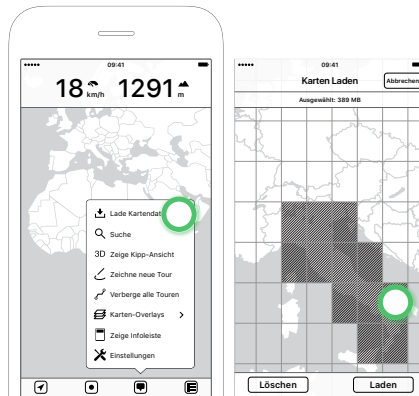 09:41
18 km/h 1291 m
Lade
Suche
3D Zeige Kipp-Ansicht
Zeichne neue Tour
Verberge alle Touren
Karten-Overlays
Zeige Infoleiste
Einstellungen
09:41
Karten Laden
Abbrechen
Ausgewählt: 389 MB
Löschen
Laden